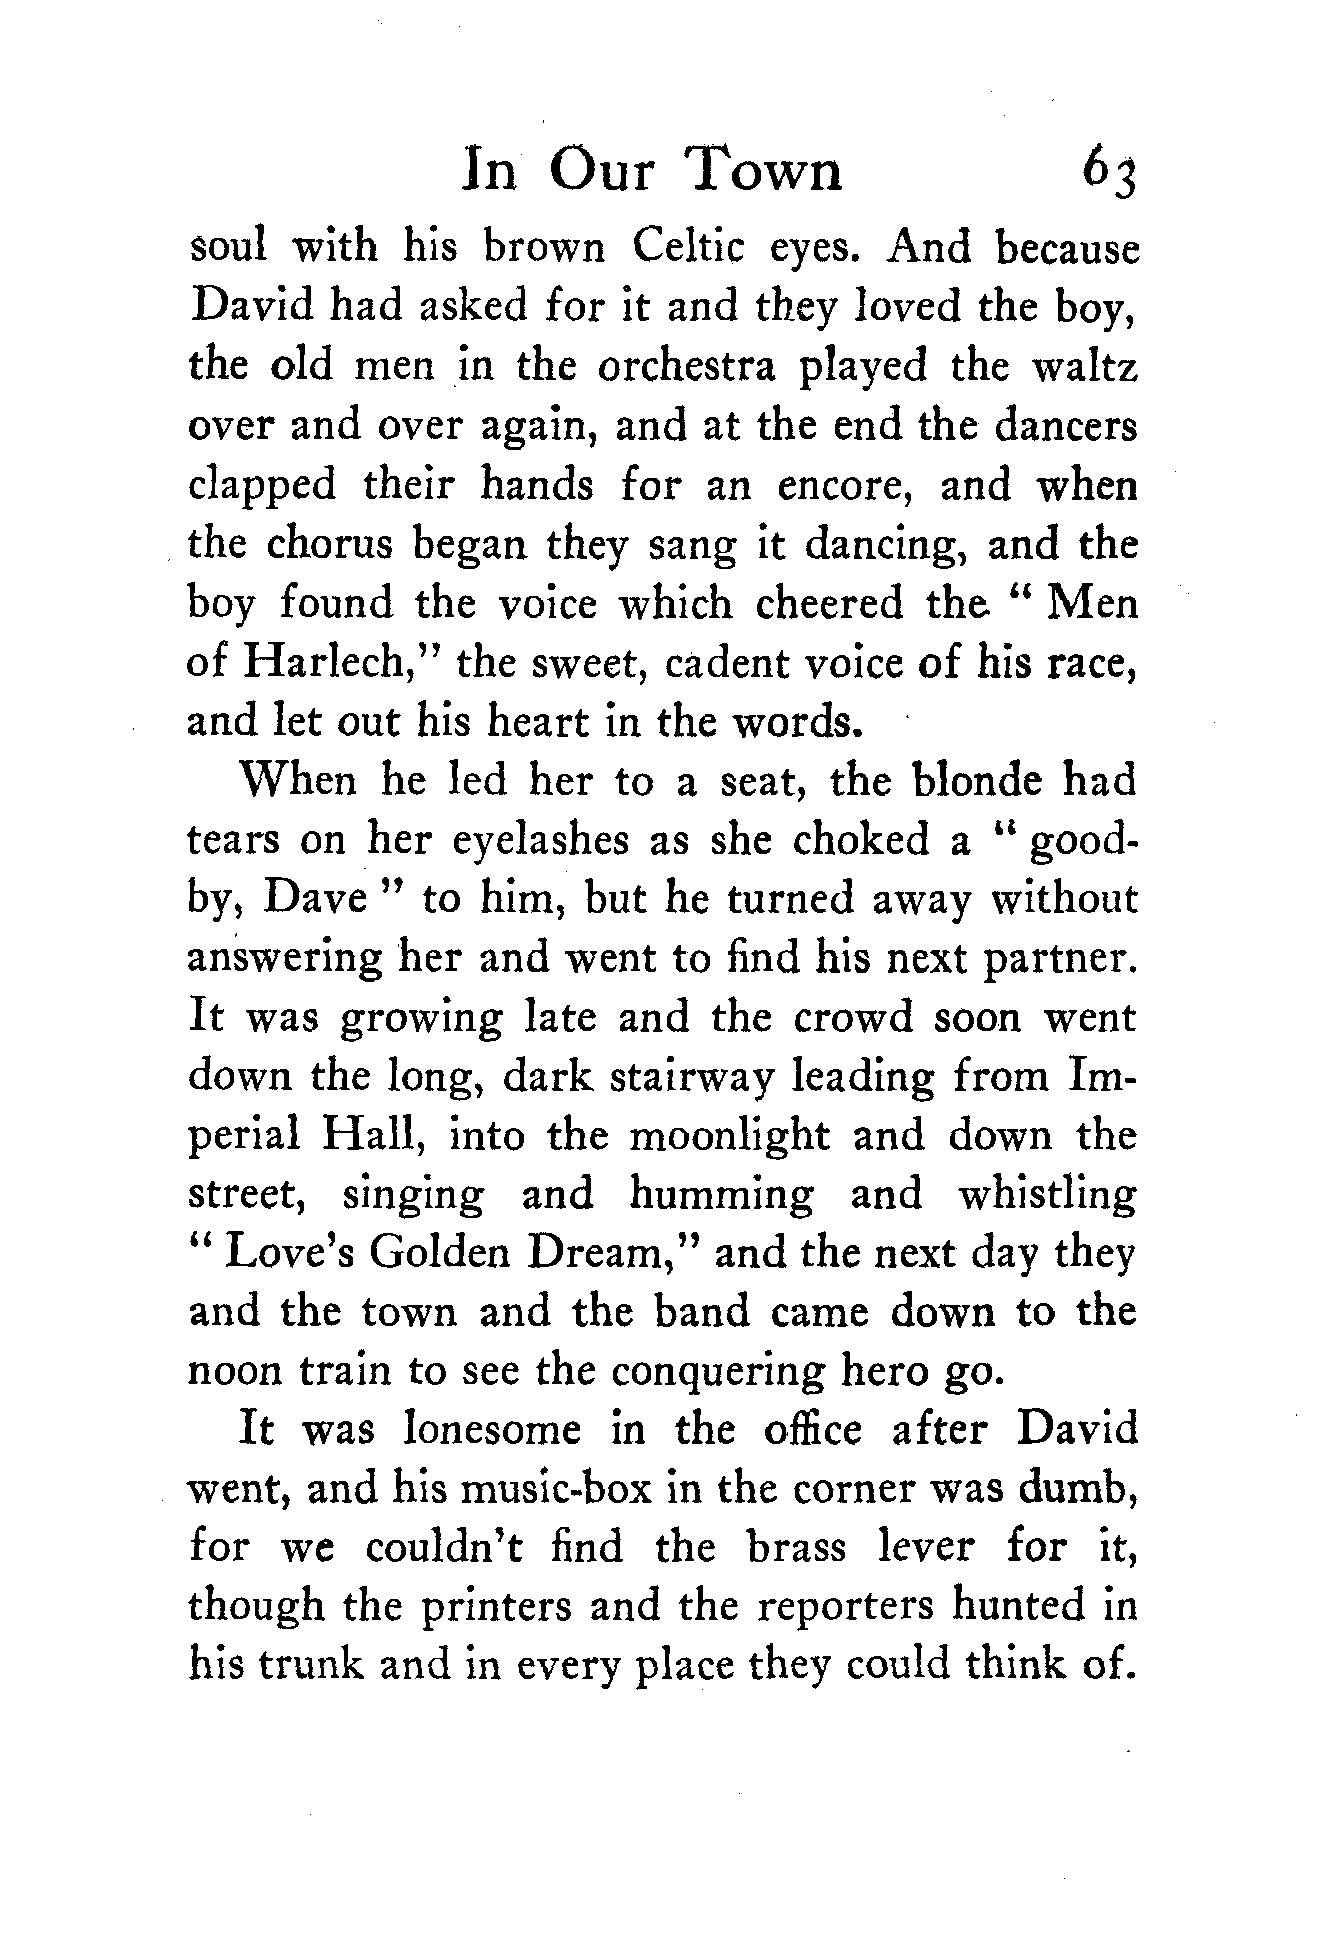 In Our Town 63
soul with his brown Celtic eyes. And because
David had asked for it and they loved the boy,
the old men in the orchestra played the waltz
over and over again, and at the end the dancers
clapped their hands for an encore, and when
the chorus began they sang it dancing, and the
boy found the voice which cheered the “ Men
of Harlech,” the sweet, cadent voice of his race,
and let out his heart in the words.
When he led her to a seat, the blonde had
tears on her eyelashes as she choked a “ good-
by, Dave ” to him, but he turned away without
answering her and went to find his next partner.
It was growing late and the crowd soon went
down the long, dark stairway leading from Im-
perial Hall, into the moonlight and down the
street, singing and humming and whistling
“ Love’s Golden Dream,” and the next day they
and the town and the band came down to the
noon train to see the conquering hero go.
It was lonesome in the office after David
went, and his music-box in the corner was dumb,
for we couldn’t find the brass lever for it,
though the printers and the reporters hunted in
his trunk and in every place they could think of.